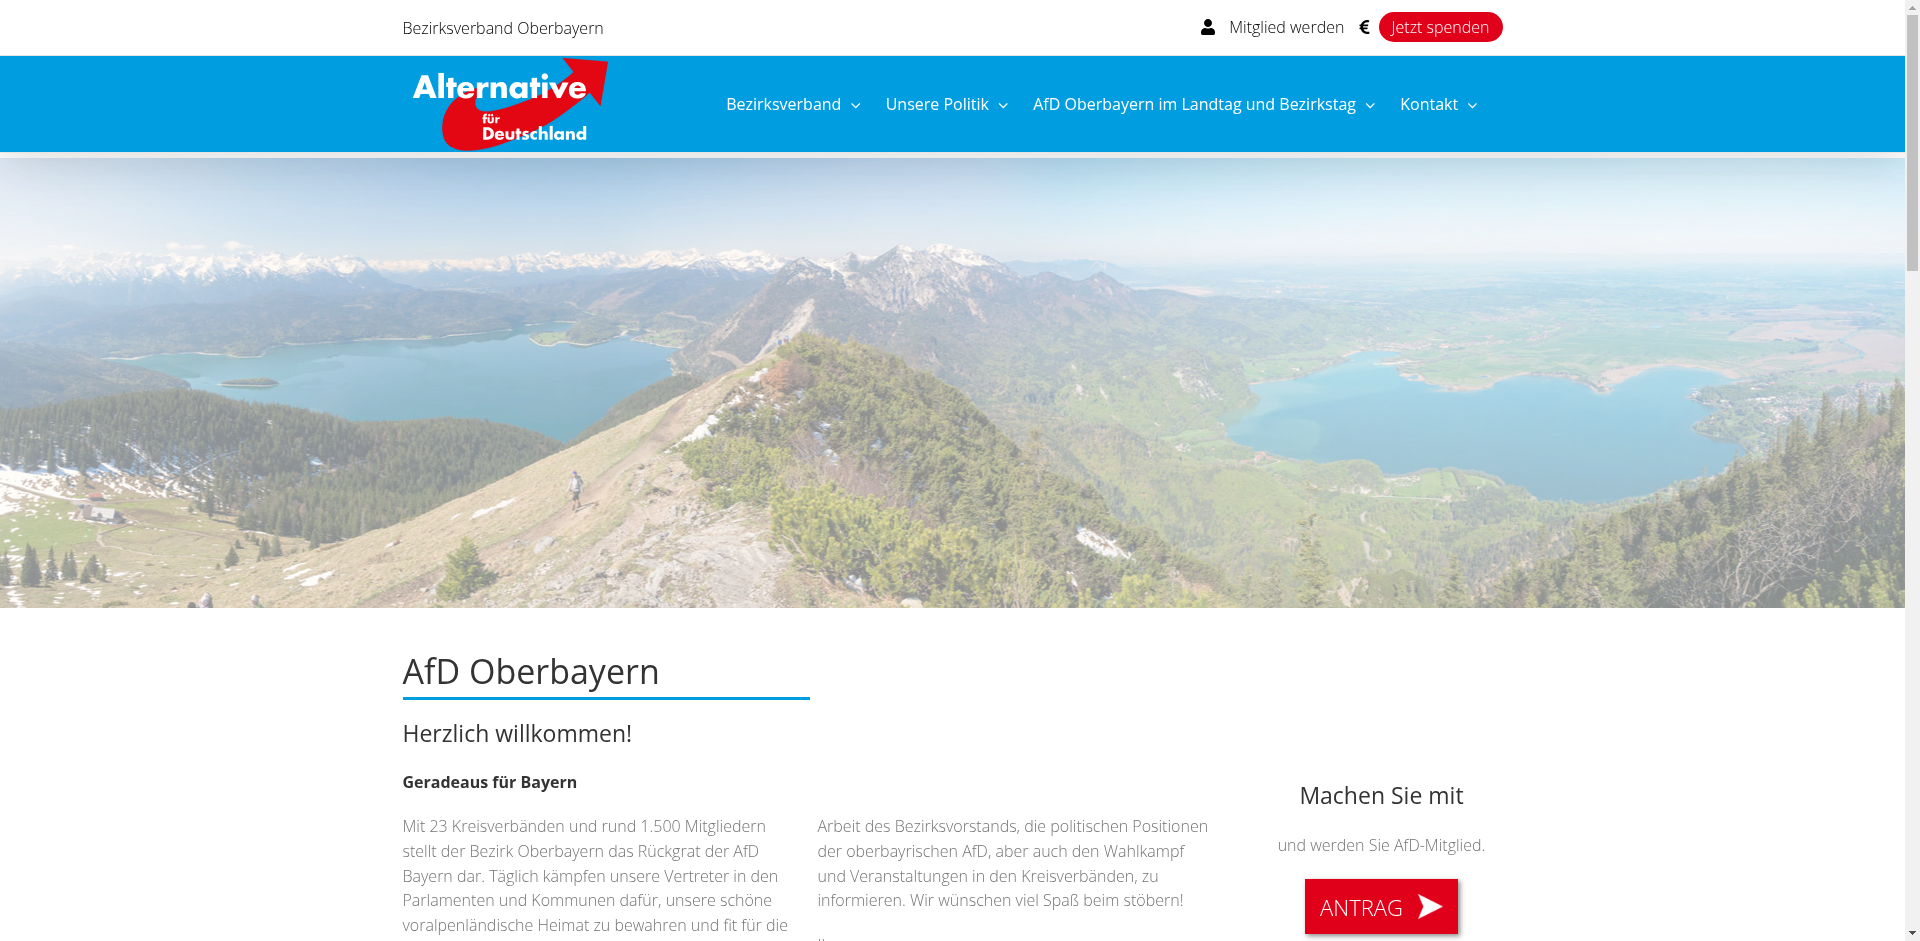 Bezirksverband Oberbayern
Mitglied werden
€ Jetzt spenden
Alternative
für
Deutschland
Bezirksverband
Unsere Politik
AfD Oberbayern im Landtag und Bezirkstag
Kontakt
AfD Oberbayern
Herzlich willkommen!
Geradeaus für Bayern
Mit 23 Kreisverbänden und rund 1.500 Mitgliedern
stellt der Bezirk Oberbayern das Rückgrat der AfD
Bayern dar. Täglich kämpfen unsere Vertreter in den
Parlamenten und Kommunen dafür, unsere schöne
voralpenländische Heimat zu bewahren und fit für die
Arbeit des Bezirksvorstands, die politischen Positionen
der oberbayrischen AfD, aber auch den Wahlkampf
und Veranstaltungen in den Kreisverbänden, zu
informieren. Wir wünschen viel Spaß beim stöbern!
Machen Sie mit
und werden Sie AfD-Mitglied.
ANTRAG